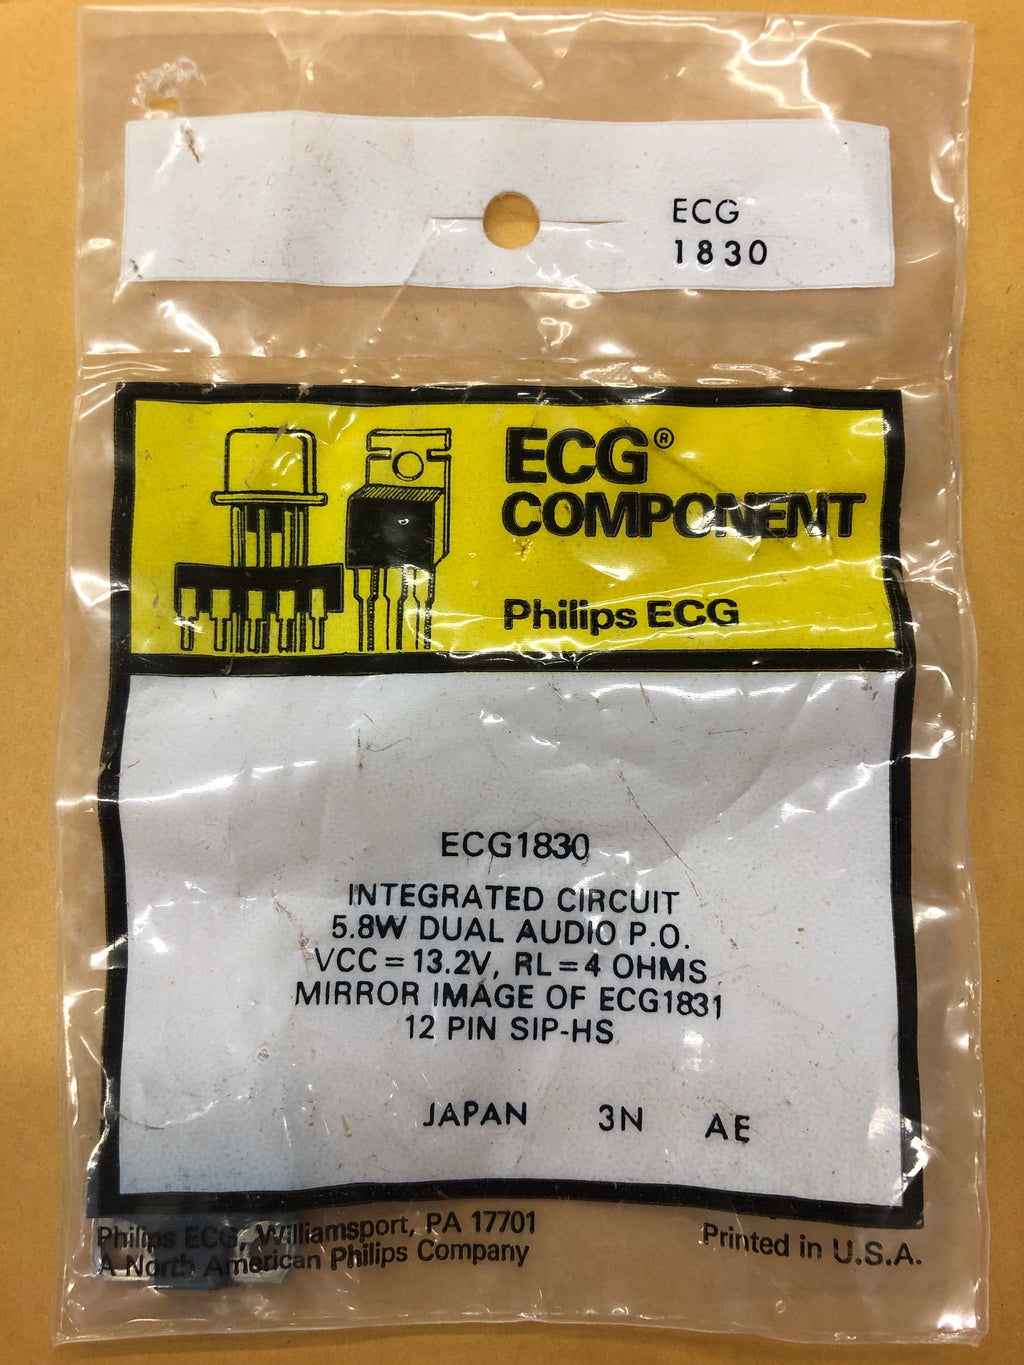 ECG
1830
ECG®
COMPONENT
Philips ECG
ECG1830
INTEGRATED CIRCUIT
5.8W DUAL AUDIO P.O.
VCC = 13.2V, RL = 4 OHMS
MIRROR IMAGE OF ECG1831
12 PIN SIP-HS
JAPAN 3N AE
Philips ECG, Williamsport, PA 17701
A North American Philips Company
Printed in U.S.A.